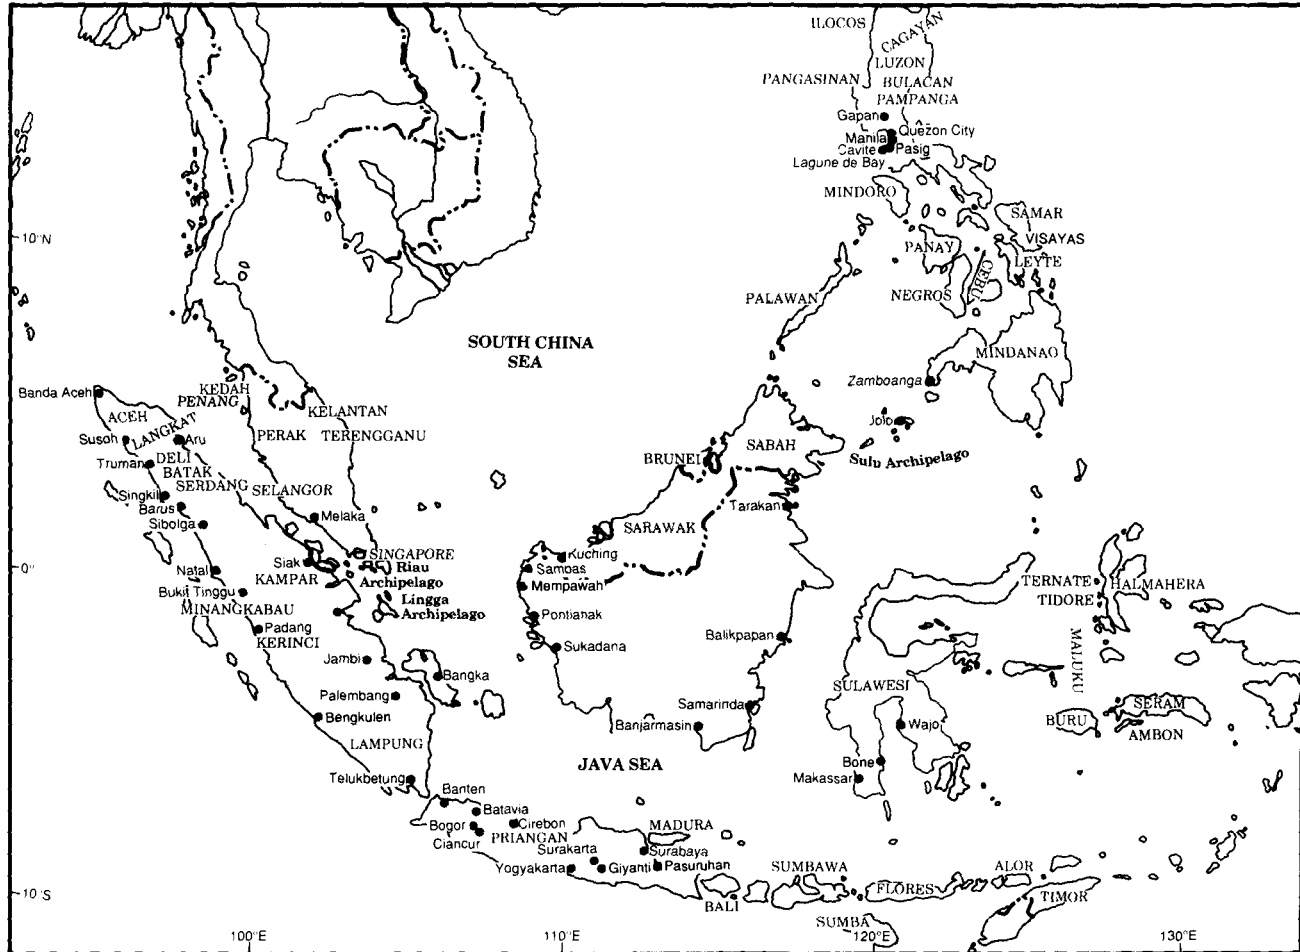 ILOCOS
CAGAYAN
LUZON
PANGASINAN
BULACAN
PAMPANGA
Gapan
Quezon City
Manila
Cavite
Pasig
Lagune de Bay
MINDORO
SAMAR
10°N
PANAY
VISAYAS
LEYTE
CEBU
NEGROS
PALAWAN
SOUTH CHINA
SEA
MINDANAO
Zamboanga
Banda Aceh
KEDAH
PENANG
ACEH
KELANTAN
LANGKAT
Jolo
Susoh
Aru
PERAK
TERENGGANU
SABAH
Truman
DELI
BRUNEI
Sulu Archipelago
BATAK
SERDANG
SELANGOR
Singkil
Barus
Tarakan
Sibolga
Melaka
SARAWAK
SINGAPORE
Kuching
Siak
Riau
Archipelago
0°
Natal
KAMPAR
Sambas
TERNATE
HALMAHERA
Mempawah
Bukit Tinggu
Lingga
Archipelago
TIDORE
MINANGKABAU
Pontianak
Padang
KERINCI
Balikpapan
MALUKU
Sukadana
Jambi
Bangka
SULAWESI
Palembang
Samarinda
SERAM
Bengkulen
Banjarmasin
Wajo
BURU
AMBON
LAMPUNG
JAVA SEA
Bone
Telukbetung
Makassar
Banten
Batavia
Bogor
Cirebon
MADURA
Ciancur
PRIANGAN
Surakarta
Surabaya
Yogyakarta
Giyanti
Pasuruhan
SUMBAWA
ALOR
10°S
FLORES
BALI
TIMOR
SUMBA
100°E
110°E
120°E
130°E